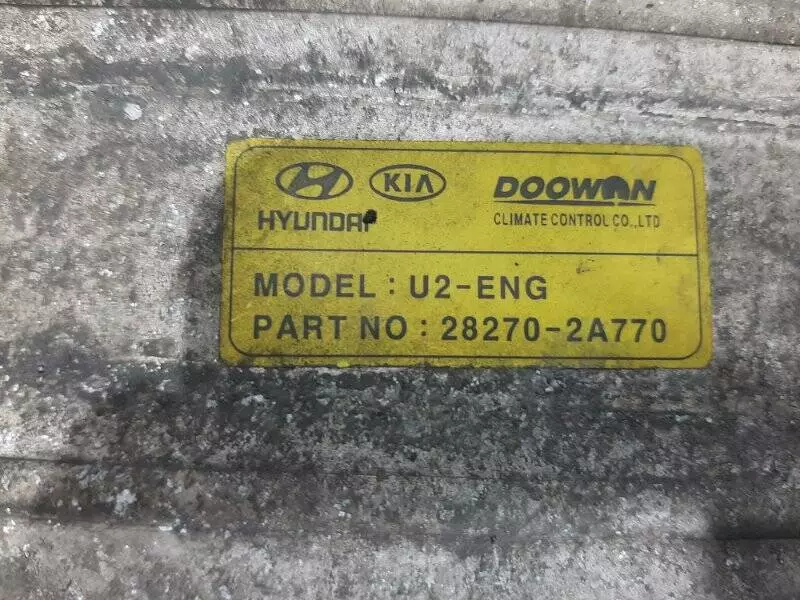 KIA
DOOWON
HYUNDAI
CLIMATE CONTROL CO.,LTD
MODEL : U2-ENG
PART NO : 28270-2A770